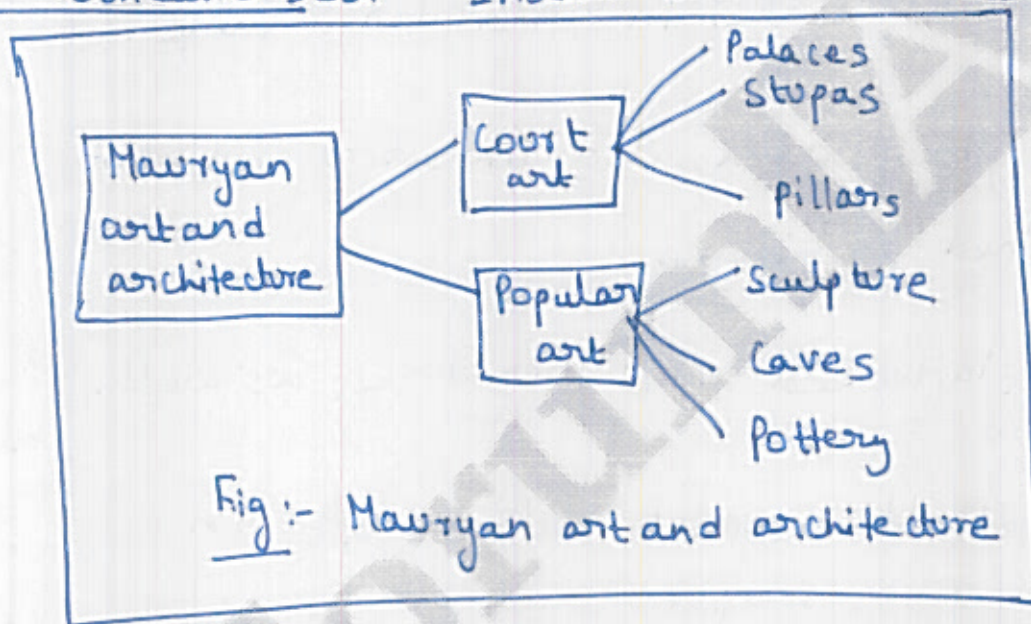 Palaces
Stupas
Court
art
Pillars
Mauryan
art and
architecture
Sculpture
Popular
art
Caves
Pottery
Fig :- Mauryan art and architecture